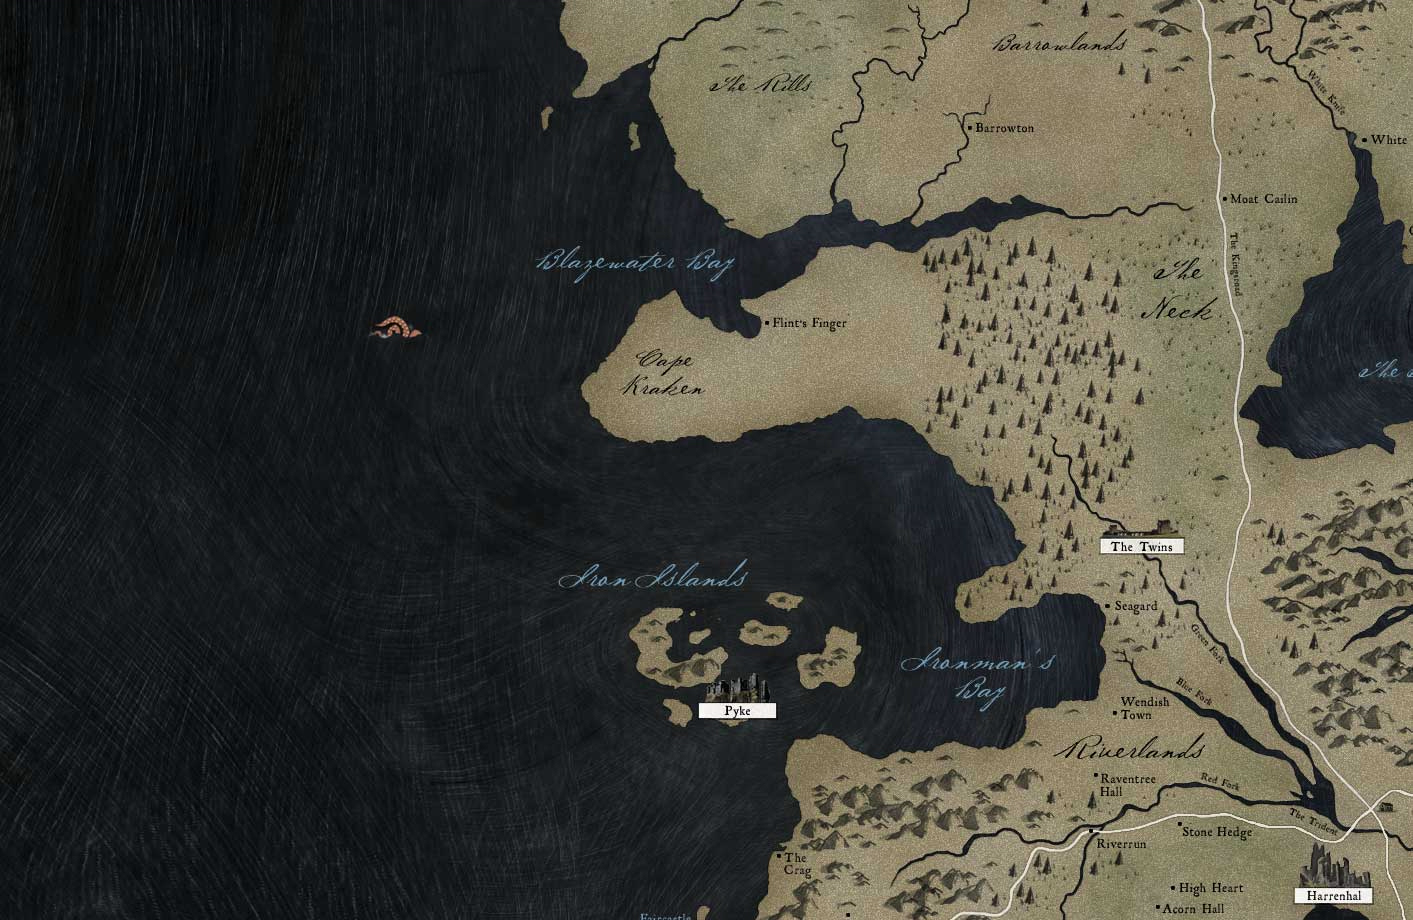 Barrowlands
The Rills
White Knife
Barrowton
White
Moat Cailin
The Kingsroad
Blazewater Bay
The
Neck
Flint's Finger
Cape
Kraken
The
The Twins
Iron Islands
Seagard
Green Fork
Ironman's
Bay
Blue Fork
Pyke
Wendish
Town
Riverlands
Raventree
Hall
Red Fork
The Trident
Stone Hedge
Riverrun
The
Crag
High Heart
Harrenhal
Acorn Hall
Faircastle